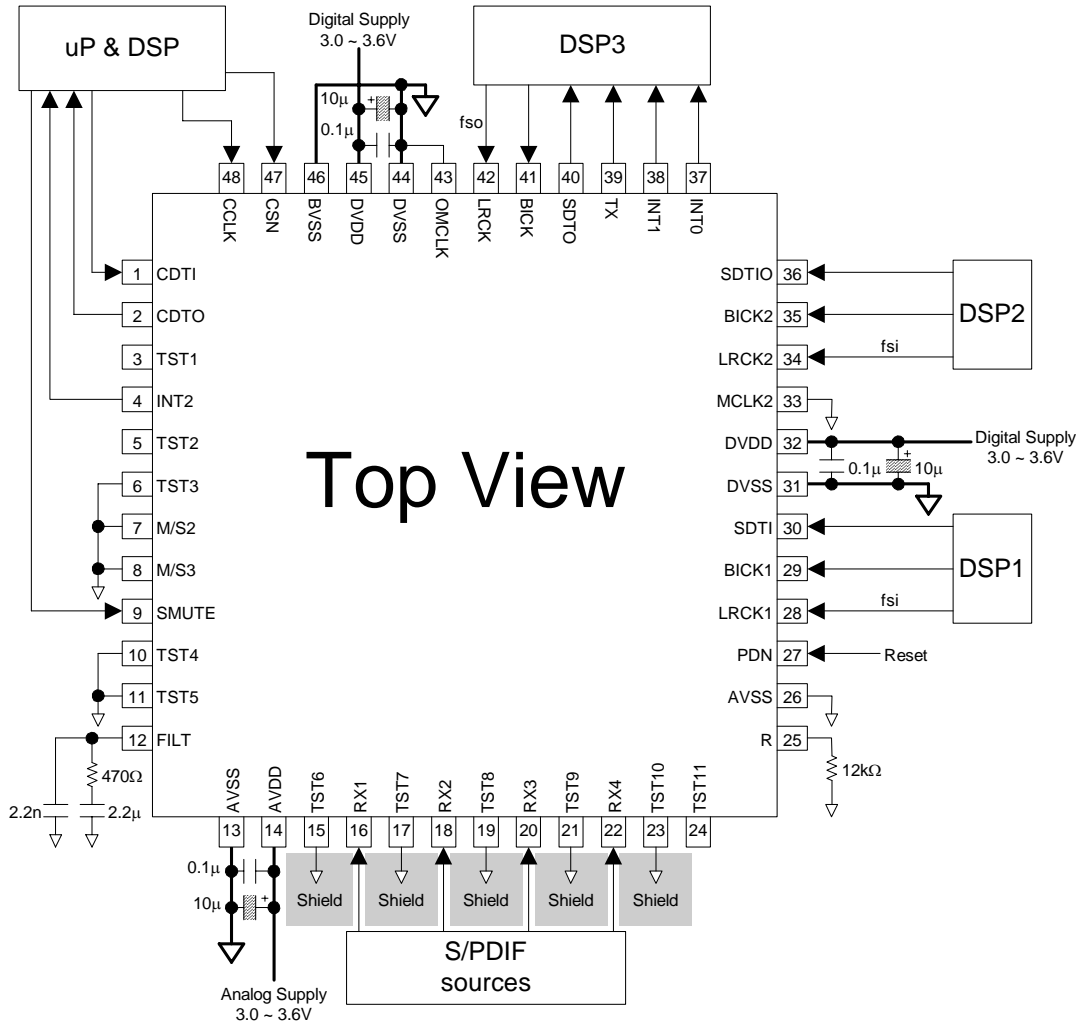 uP & DSP
Digital Supply
3.0 ~ 3.6V
DSP3
10µ
+
0.1µ
fso
48
47
46
45
44
43
42
41
40
39
38
37
CCLK
CSN
BVSS
DVDD
DVSS
OMCLK
LRCK
BICK
SDTO
TX
INT1
INT0
1 CDTI
2 CDTO
3 TST1
4 INT2
5 TST2
6 TST3
7 M/S2
8 M/S3
9 SMUTE
10 TST4
11 TST5
12 FILT
470Ω
2.2n
2.2µ
Top View
SDTIO 36
BICK2 35
LRCK2 34
fsi
DSP2
MCLK2 33
DVDD 32
Digital Supply
3.0 ~ 3.6V
0.1µ
+
10µ
DVSS 31
SDTI 30
BICK1 29
LRCK1 28
fsi
DSP1
PDN 27
Reset
AVSS 26
R 25
12kΩ
AVSS
AVDD
TST6
RX1
TST7
RX2
TST8
RX3
TST9
RX4
TST10
TST11
13
14
15
16
17
18
19
20
21
22
23
24
0.1µ
10µ
+
Shield
Shield
Shield
Shield
Shield
S/PDIF
sources
Analog Supply
3.0 ~ 3.6V